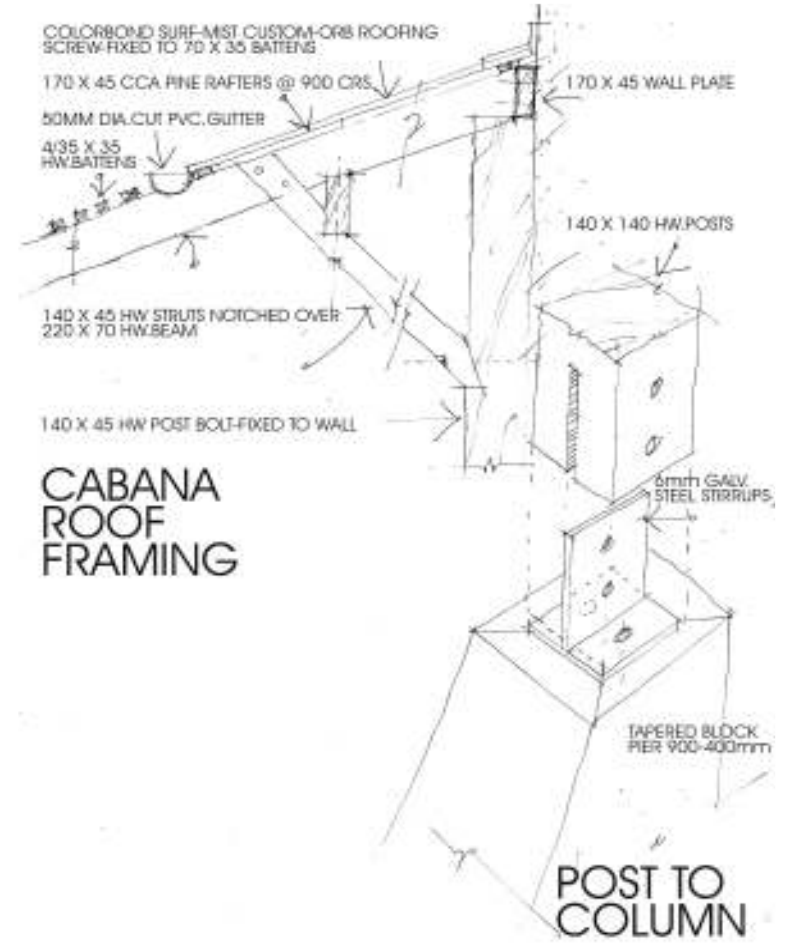 COLORBOND SURF-MIST CUSTOM-ORB ROOFING
SCREW-FIXED TO 70 X 35 BATTENS
170 X 45 CCA PINE RAFTERS @ 900 CRS
170 X 45 WALL PLATE
50MM DIA.CUT PVC.GUTTER
4/35 X 35
HW.BATTENS
140 X 140 HW.POSTS
140 X 45 HW STRUTS NOTCHED OVER
220 X 70 HW.BEAM
140 X 45 HW POST BOLT-FIXED TO WALL
6mm GALV.
STEEL STIRRUPS
CABANA
ROOF
FRAMING
TAPERED BLOCK
PIER 900-400mm
POST TO
COLUMN